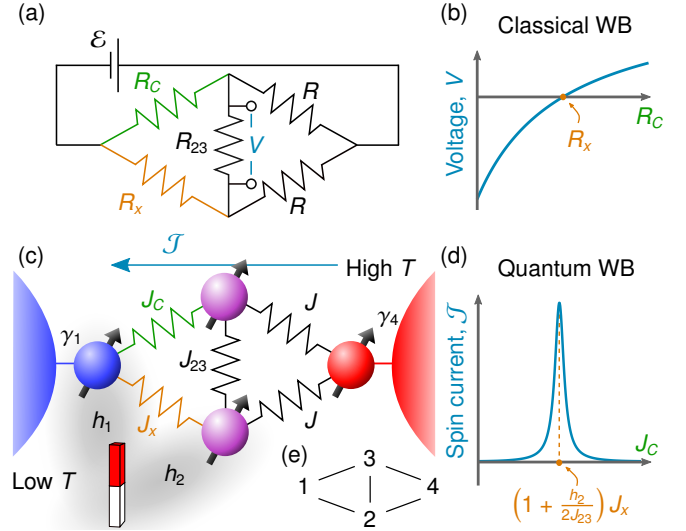 (a)
ℰ
R_C
R
R_23
V
R_x
R
(b) Classical WB
Voltage, V
R_C
R_x
(c)
𝒥
High T
J_C
J
γ_1
γ_4
J_23
J_x
J
h_1
h_2
Low T
(d) Quantum WB
Spin current, 𝒥
J_C
(1 + h_2/2J_23) J_x
(e)
3
1 4
2